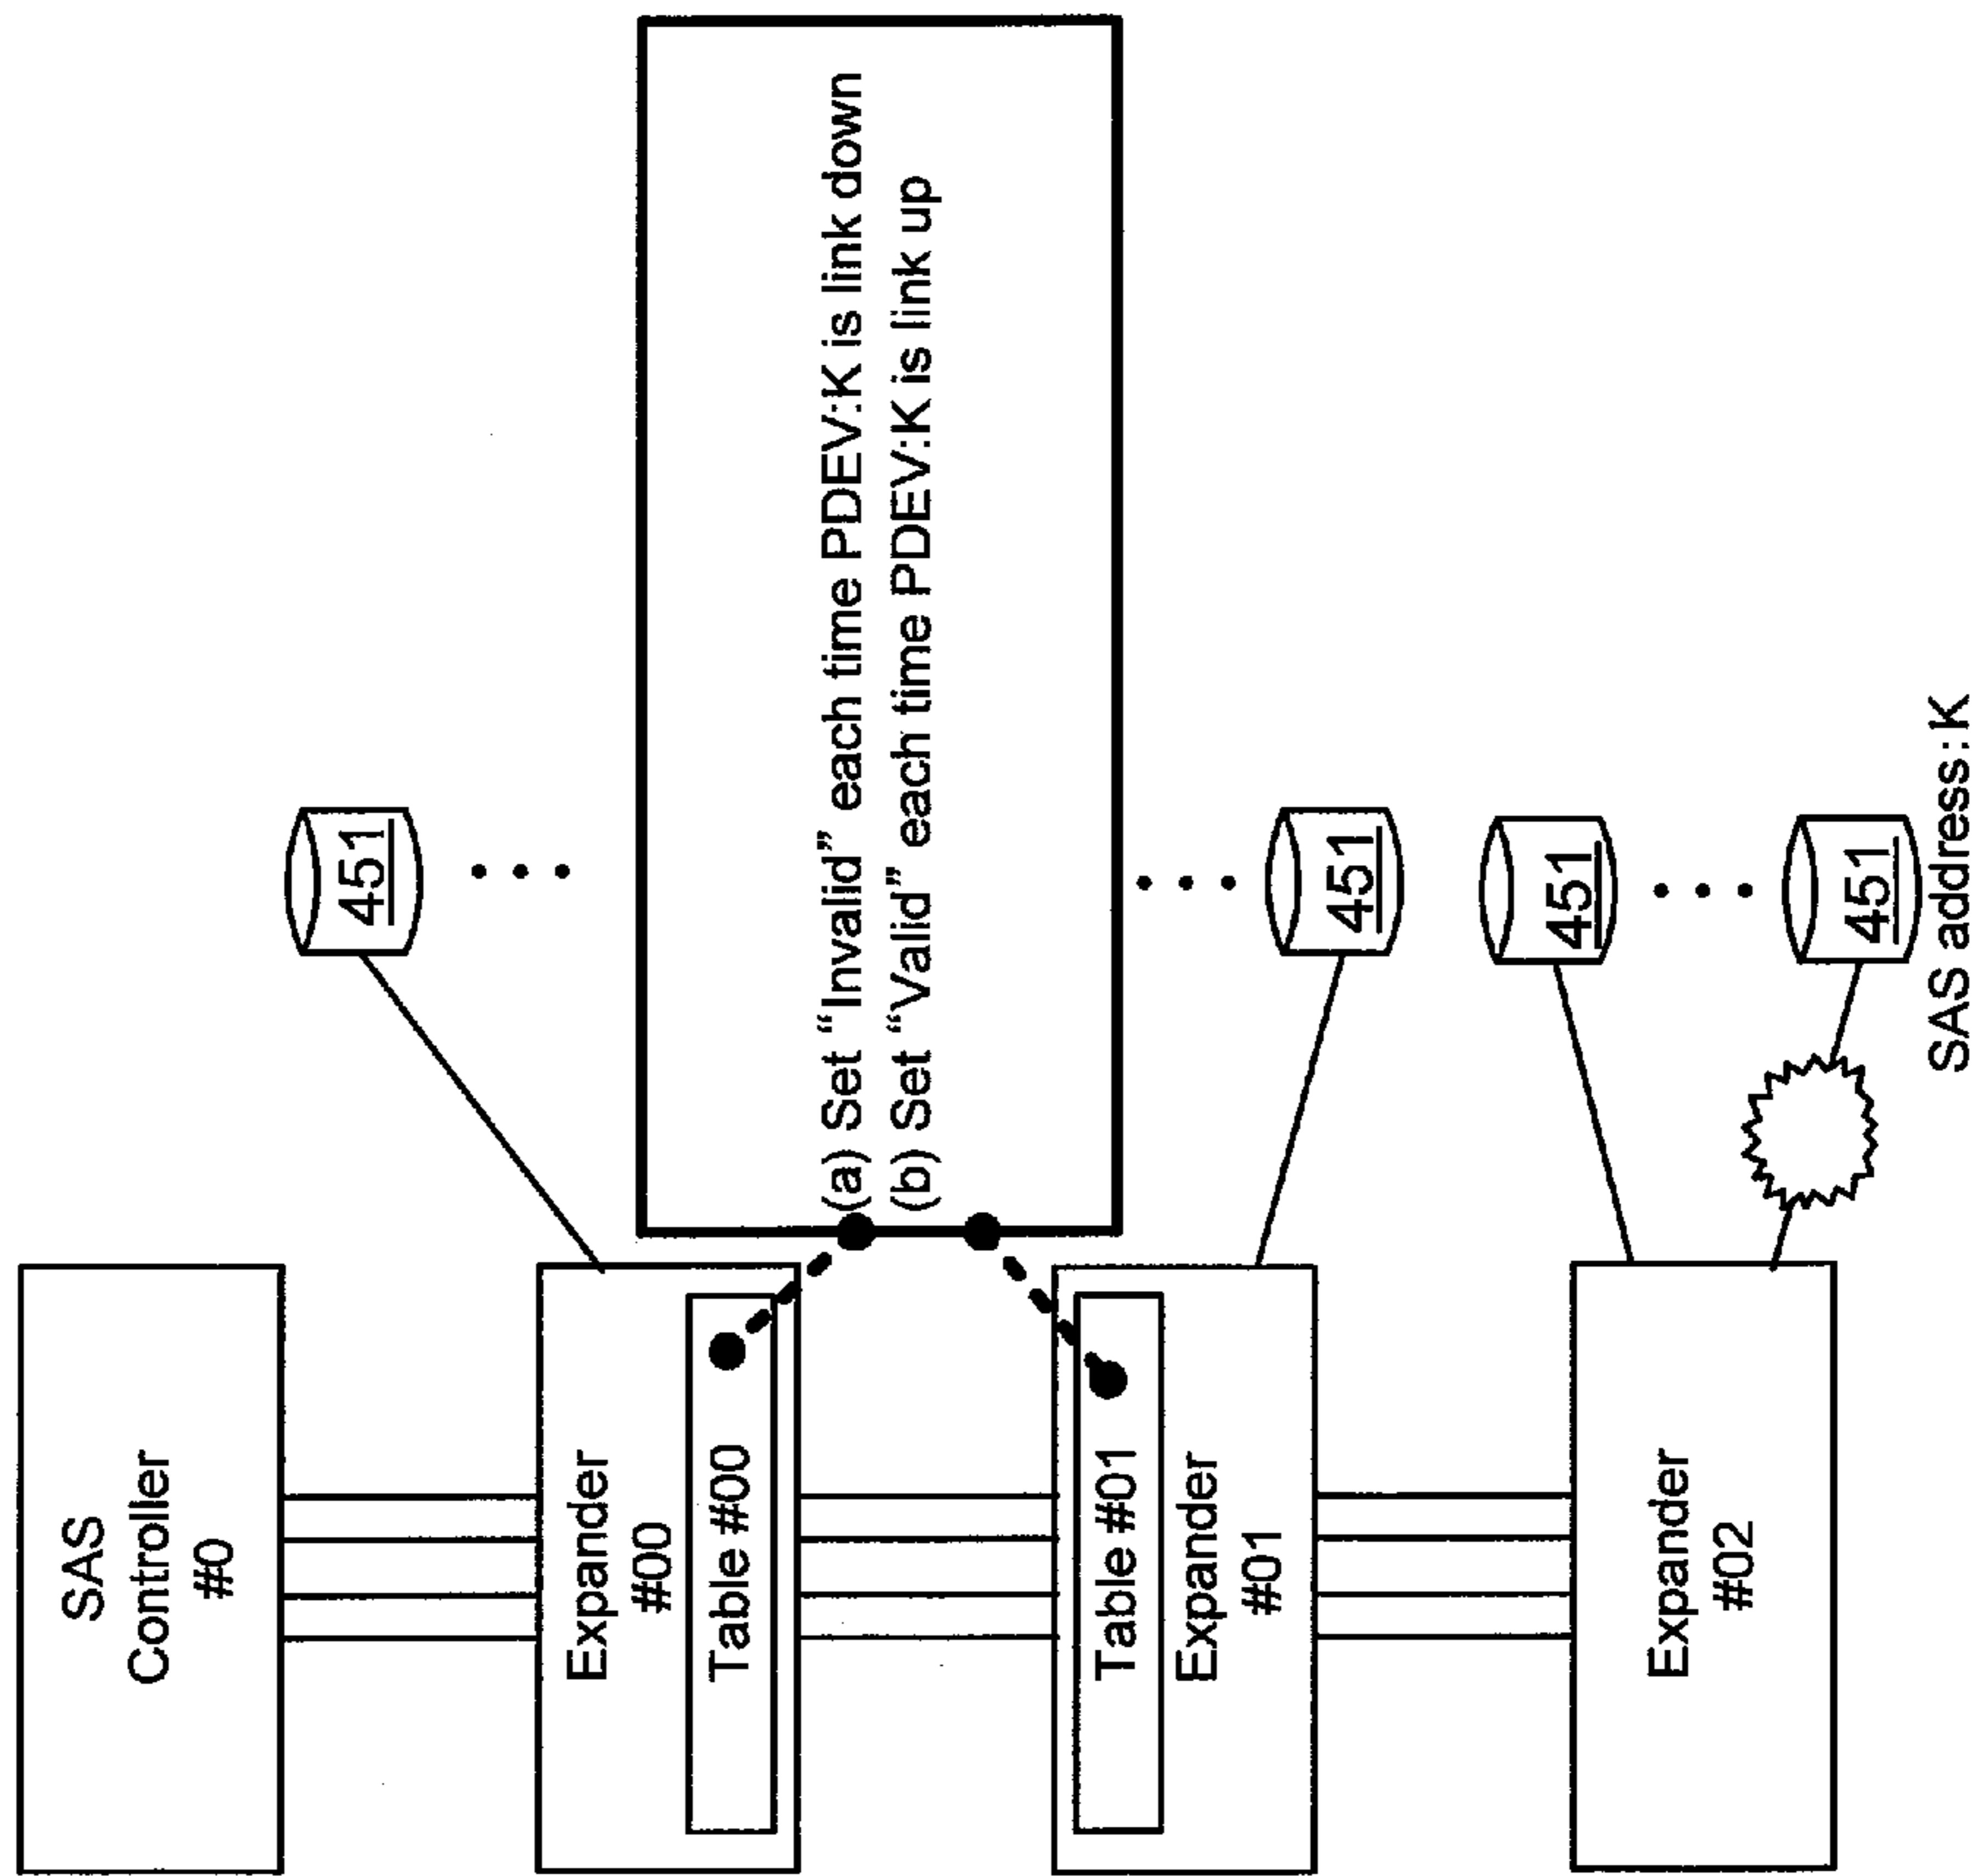 SAS
Controller
#0
Expander
#00
Table #00
451
(a) Set “Invalid” each time PDEV:K is link down
(b) Set “Valid” each time PDEV:K is link up
Table #01
Expander
#01
451
Expander
#02
451
451
SAS address:K